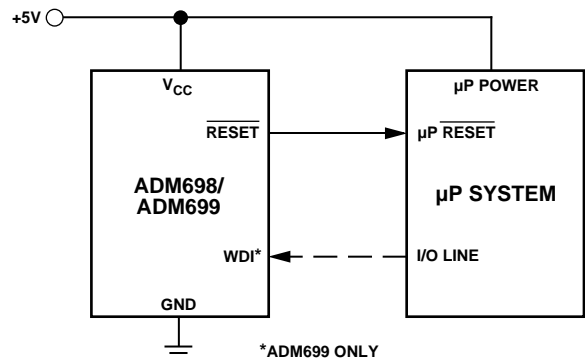 +5V
VCC
RESET
ADM698/
ADM699
WDI*
GND
µP POWER
µP RESET
µP SYSTEM
I/O LINE
*ADM699 ONLY